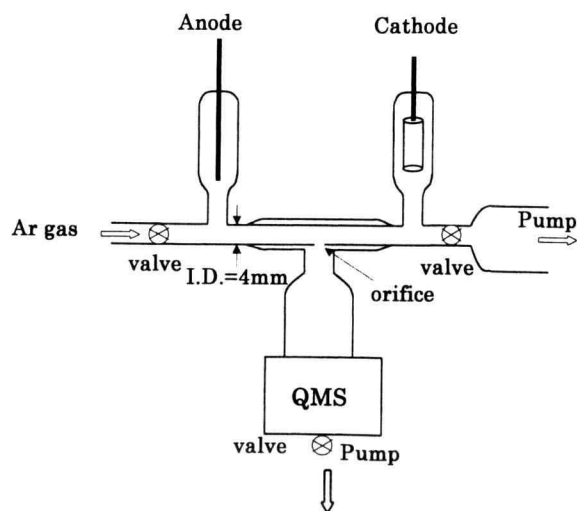 Anode
Cathode
Ar gas
valve
I.D.=4mm
orifice
valve
Pump
QMS
valve
Pump